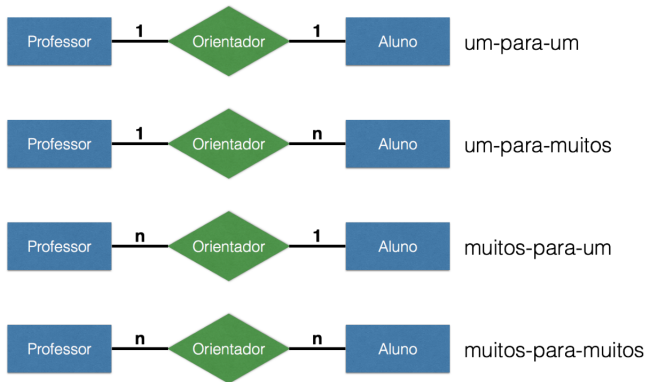 Professor 1 Orientador 1 Aluno um-para-um
Professor 1 Orientador n Aluno um-para-muitos
Professor n Orientador 1 Aluno muitos-para-um
Professor n Orientador n Aluno muitos-para-muitos